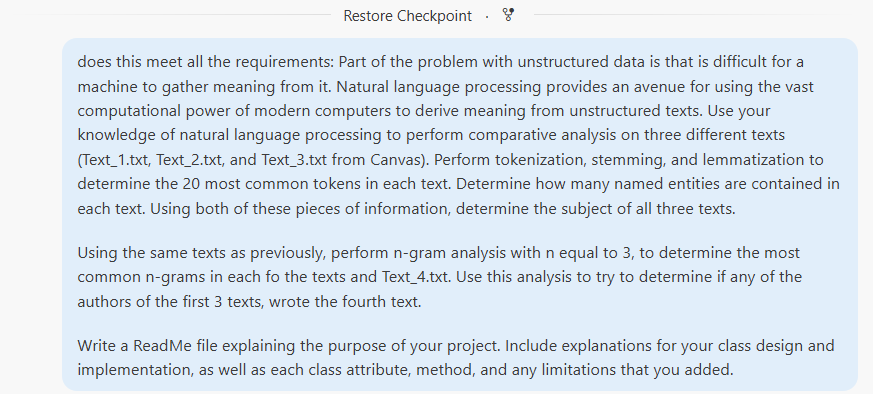 Restore Checkpoint ·
does this meet all the requirements: Part of the problem with unstructured data is that is difficult for a
machine to gather meaning from it. Natural language processing provides an avenue for using the vast
computational power of modern computers to derive meaning from unstructured texts. Use your
knowledge of natural language processing to perform comparative analysis on three different texts
(Text_1.txt, Text_2.txt, and Text_3.txt from Canvas). Perform tokenization, stemming, and lemmatization to
determine the 20 most common tokens in each text. Determine how many named entities are contained in
each text. Using both of these pieces of information, determine the subject of all three texts.
Using the same texts as previously, perform n-gram analysis with n equal to 3, to determine the most
common n-grams in each fo the texts and Text_4.txt. Use this analysis to try to determine if any of the
authors of the first 3 texts, wrote the fourth text.
Write a ReadMe file explaining the purpose of your project. Include explanations for your class design and
implementation, as well as each class attribute, method, and any limitations that you added.